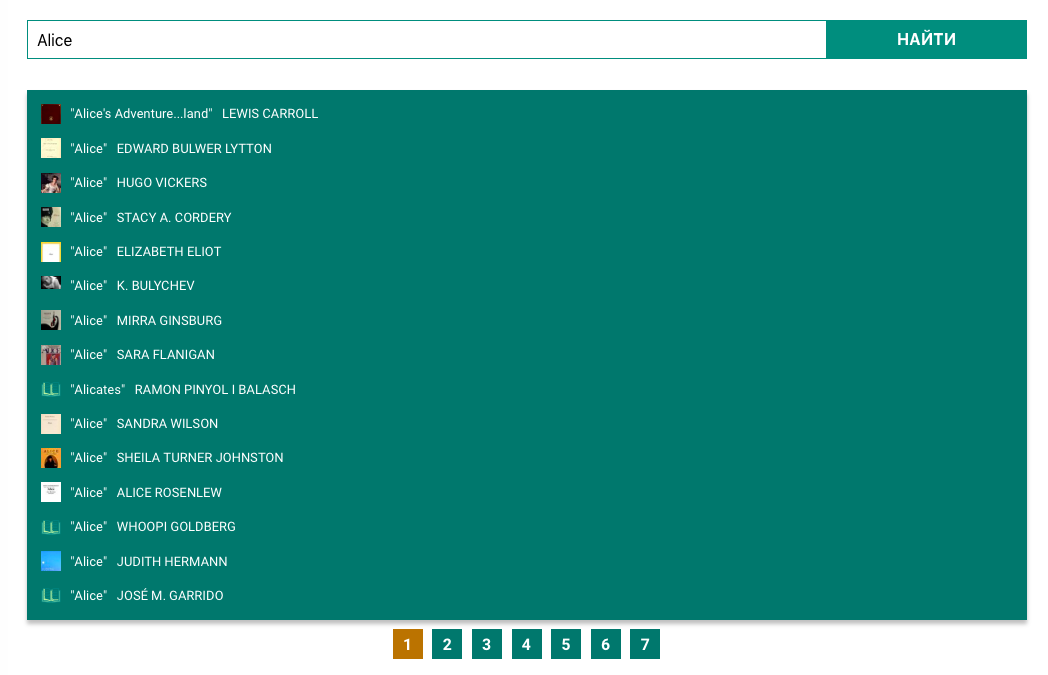 Alice НАЙТИ
"Alice's Adventure...land" LEWIS CARROLL
"Alice" EDWARD BULWER LYTTON
"Alice" HUGO VICKERS
"Alice" STACY A. CORDERY
"Alice" ELIZABETH ELIOT
"Alice" K. BULYCHEV
"Alice" MIRRA GINSBURG
"Alice" SARA FLANIGAN
"Alicates" RAMON PINYOL I BALASCH
"Alice" SANDRA WILSON
"Alice" SHEILA TURNER JOHNSTON
"Alice" ALICE ROSENLEW
"Alice" WHOOPI GOLDBERG
"Alice" JUDITH HERMANN
"Alice" JOSÉ M. GARRIDO
1 2 3 4 5 6 7